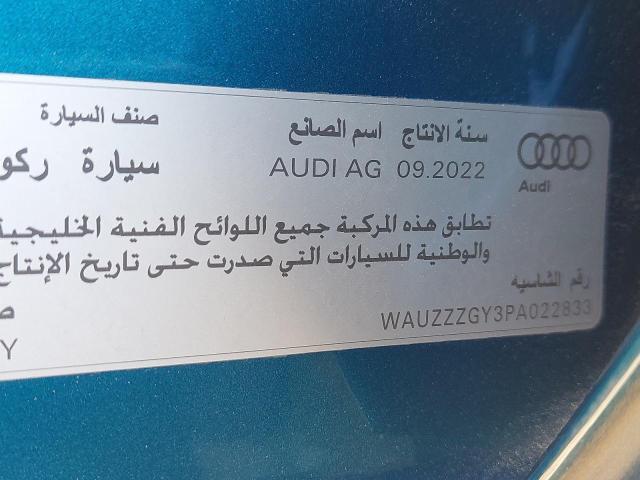 سنة الانتاج اسم الصانع صنف السيارة
09.2022 AUDI AG سيارة
Audi
تطابق هذه المركبة جميع اللوائح الفنية الخليجية
والوطنية للسيارات التي صدرت حتى تاريخ الإنتاج
رقم الشاسيه
WAUZZZGY3PA022833